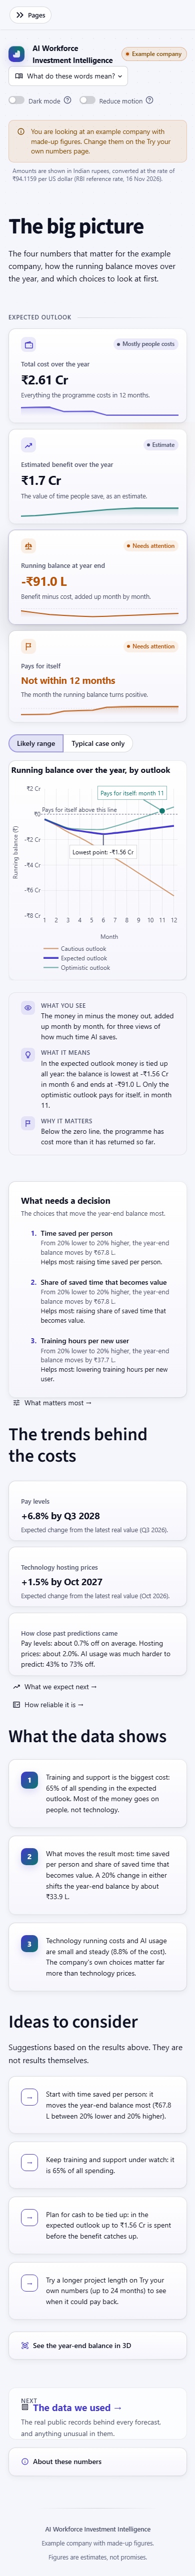 Pages
AI Workforce
Investment Intelligence
Example company
What do these words mean?
Dark mode
Reduce motion
You are looking at an example company with
made-up figures. Change them on the Try your
own numbers page.
Amounts are shown in Indian rupees, converted at the rate of
₹94.1159 per US dollar (RBI reference rate, 16 Nov 2026).
The big picture
The four numbers that matter for the example
company, how the running balance moves over
the year, and which choices to look at first.
EXPECTED OUTLOOK
Mostly people costs
Total cost over the year
₹2.61 Cr
Everything the programme costs in 12 months.
Estimate
Estimated benefit over the year
₹1.7 Cr
The value of time people save, as an estimate.
Needs attention
Running balance at year end
-₹91.0 L
Benefit minus cost, added up month by month.
Needs attention
Pays for itself
Not within 12 months
The month the running balance turns positive.
Likely range
Typical case only
Running balance over the year, by outlook
₹2 Cr
Pays for itself: month 11
Pays for itself above this line
₹0
-₹2 Cr
Lowest point: -₹1.56 Cr
-₹4 Cr
-₹6 Cr
-₹8 Cr
Running balance (₹)
1 2 3 4 5 6 7 8 9 10 11 12
Month
Cautious outlook
Expected outlook
Optimistic outlook
WHAT YOU SEE
The money in minus the money out, added
up month by month, for three views of
how much time AI saves.
WHAT IT MEANS
In the expected outlook money is tied up
all year: the balance is lowest at -₹1.56 Cr
in month 6 and ends at -₹91.0 L. Only the
optimistic outlook pays for itself, in month
11.
WHY IT MATTERS
Below the zero line, the programme has
cost more than it has returned so far.
What needs a decision
The choices that move the year-end balance most.
1. Time saved per person
From 20% lower to 20% higher, the year-end
balance moves by ₹67.8 L.
Helps most: raising time saved per person.
2. Share of saved time that becomes value
From 20% lower to 20% higher, the year-end
balance moves by ₹67.8 L.
Helps most: raising share of saved time that
becomes value.
3. Training hours per new user
From 20% lower to 20% higher, the year-end
balance moves by ₹37.7 L.
Helps most: lowering training hours per new
user.
What matters most →
The trends behind
the costs
Pay levels
+6.8% by Q3 2028
Expected change from the latest real value (Q3 2026).
Technology hosting prices
+1.5% by Oct 2027
Expected change from the latest real value (Oct 2026).
How close past predictions came
Pay levels: about 0.7% off on average. Hosting
prices: about 2.0%. AI usage was much harder to
predict: 43% to 73% off.
What we expect next →
How reliable it is →
What the data shows
1
Training and support is the biggest cost:
65% of all spending in the expected
outlook. Most of the money goes on
people, not technology.
2
What moves the result most: time saved
per person and share of saved time that
becomes value. A 20% change in either
shifts the year-end balance by about
₹33.9 L.
3
Technology running costs and AI usage
are small and steady (8.8% of the cost).
The company's own choices matter far
more than technology prices.
Ideas to consider
Suggestions based on the results above. They are
not results themselves.
→ Start with time saved per person: it
moves the year-end balance most (₹67.8
L between 20% lower and 20% higher).
→ Keep training and support under watch: it
is 65% of all spending.
→ Plan for cash to be tied up: in the
expected outlook up to ₹1.56 Cr is spent
before the benefit catches up.
→ Try a longer project length on Try your
own numbers (up to 24 months) to see
when it could pay back.
See the year-end balance in 3D
NEXT
The data we used →
The real public records behind every forecast,
and anything unusual in them.
About these numbers
AI Workforce Investment Intelligence
Example company with made-up figures.
Figures are estimates, not promises.